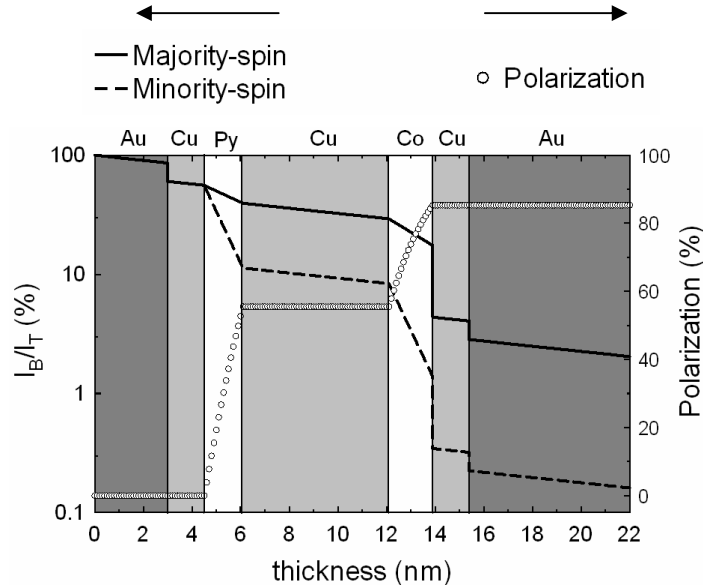 Majority-spin
Minority-spin
Polarization
Au Cu Py Cu Co Cu Au
100
10
1
0.1
I_B/I_T (%)
100
80
60
40
20
0
Polarization (%)
0 2 4 6 8 10 12 14 16 18 20 22
thickness (nm)